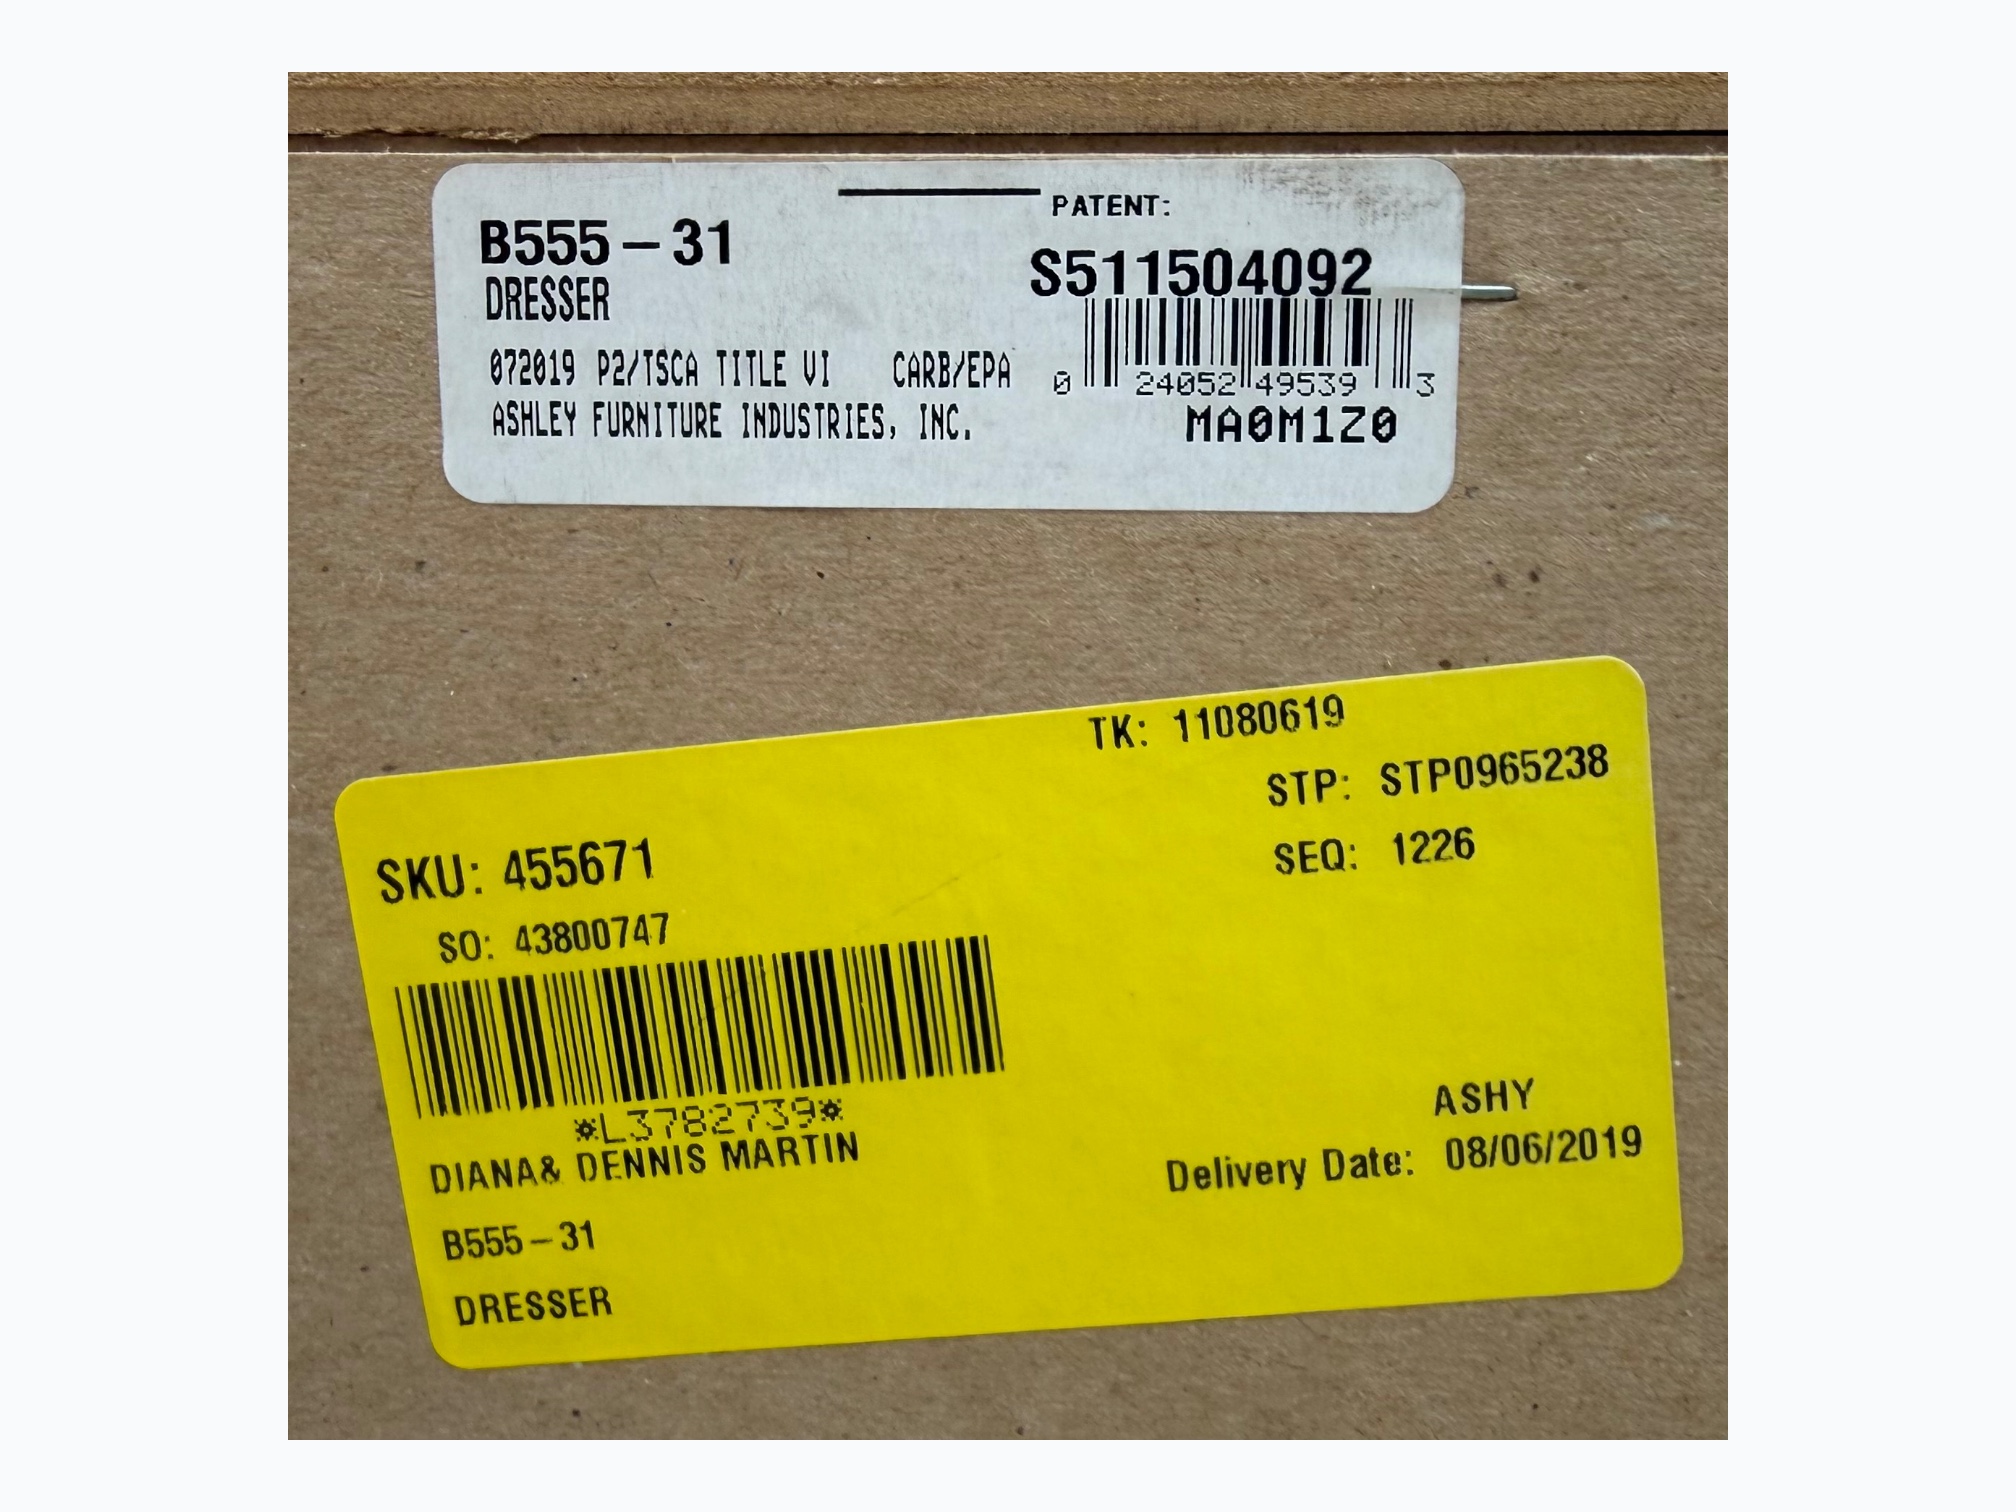 PATENT:
B555-31
S511504092
DRESSER
072019 P2/TSCA TITLE VI CARB/EPA
0 24052 49539 3
ASHLEY FURNITURE INDUSTRIES, INC.
MA0M1Z0
TK: 11080619
STP: STP0965238
SEQ: 1226
SKU: 455671
SO: 43800747
*L3782739*
DIANA& DENNIS MARTIN
ASHY
Delivery Date: 08/06/2019
B555-31
DRESSER